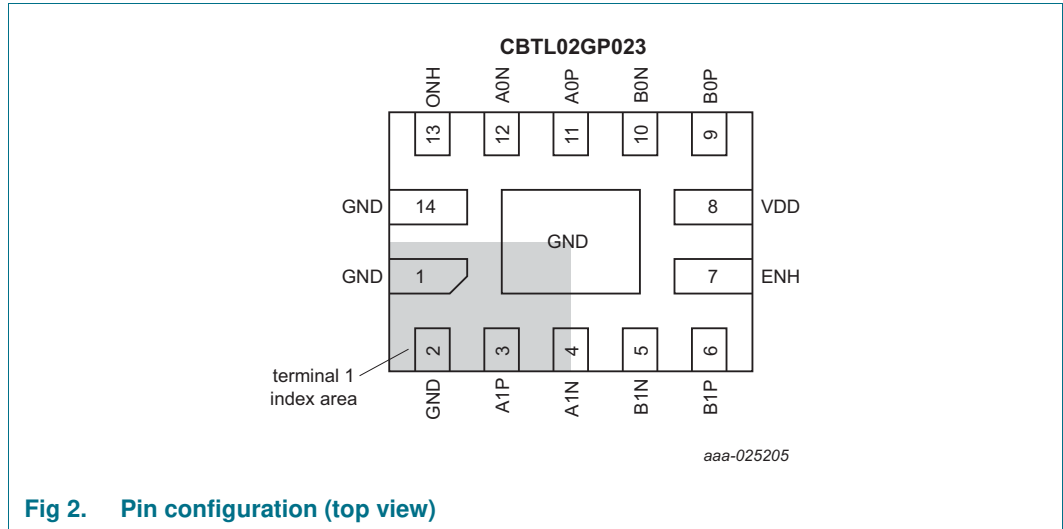 CBTL02GP023
ONH
A0N
A0P
B0N
B0P
13
12
11
10
9
GND
14
8
VDD
GND
GND
1
7
ENH
2
3
4
5
6
terminal 1
index area
GND
A1P
A1N
B1N
B1P
aaa-025205
Fig 2. Pin configuration (top view)